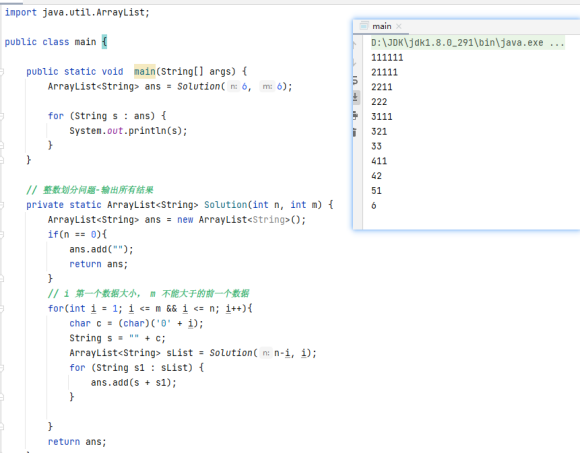 import java.util.ArrayList;
public class main {
public static void main(String[] args) {
ArrayList<String> ans = Solution( n: 6, m: 6);
for (String s : ans) {
System.out.println(s);
}
}
// 整数划分问题-输出所有结果
private static ArrayList<String> Solution(int n, int m) {
ArrayList<String> ans = new ArrayList<String>();
if(n == 0){
ans.add("");
return ans;
}
// i 第一个数据大小, m 不能大于的前一个数据
for(int i = 1; i <= m && i <= n; i++){
char c = (char)('0' + i);
String s = "" + c;
ArrayList<String> sList = Solution( n: n-i, i);
for (String s1 : sList) {
ans.add(s + s1);
}
}
return ans;
main ×
D:\JDK\jdk1.8.0_291\bin\java.exe ...
111111
21111
2211
222
3111
321
33
411
42
51
6